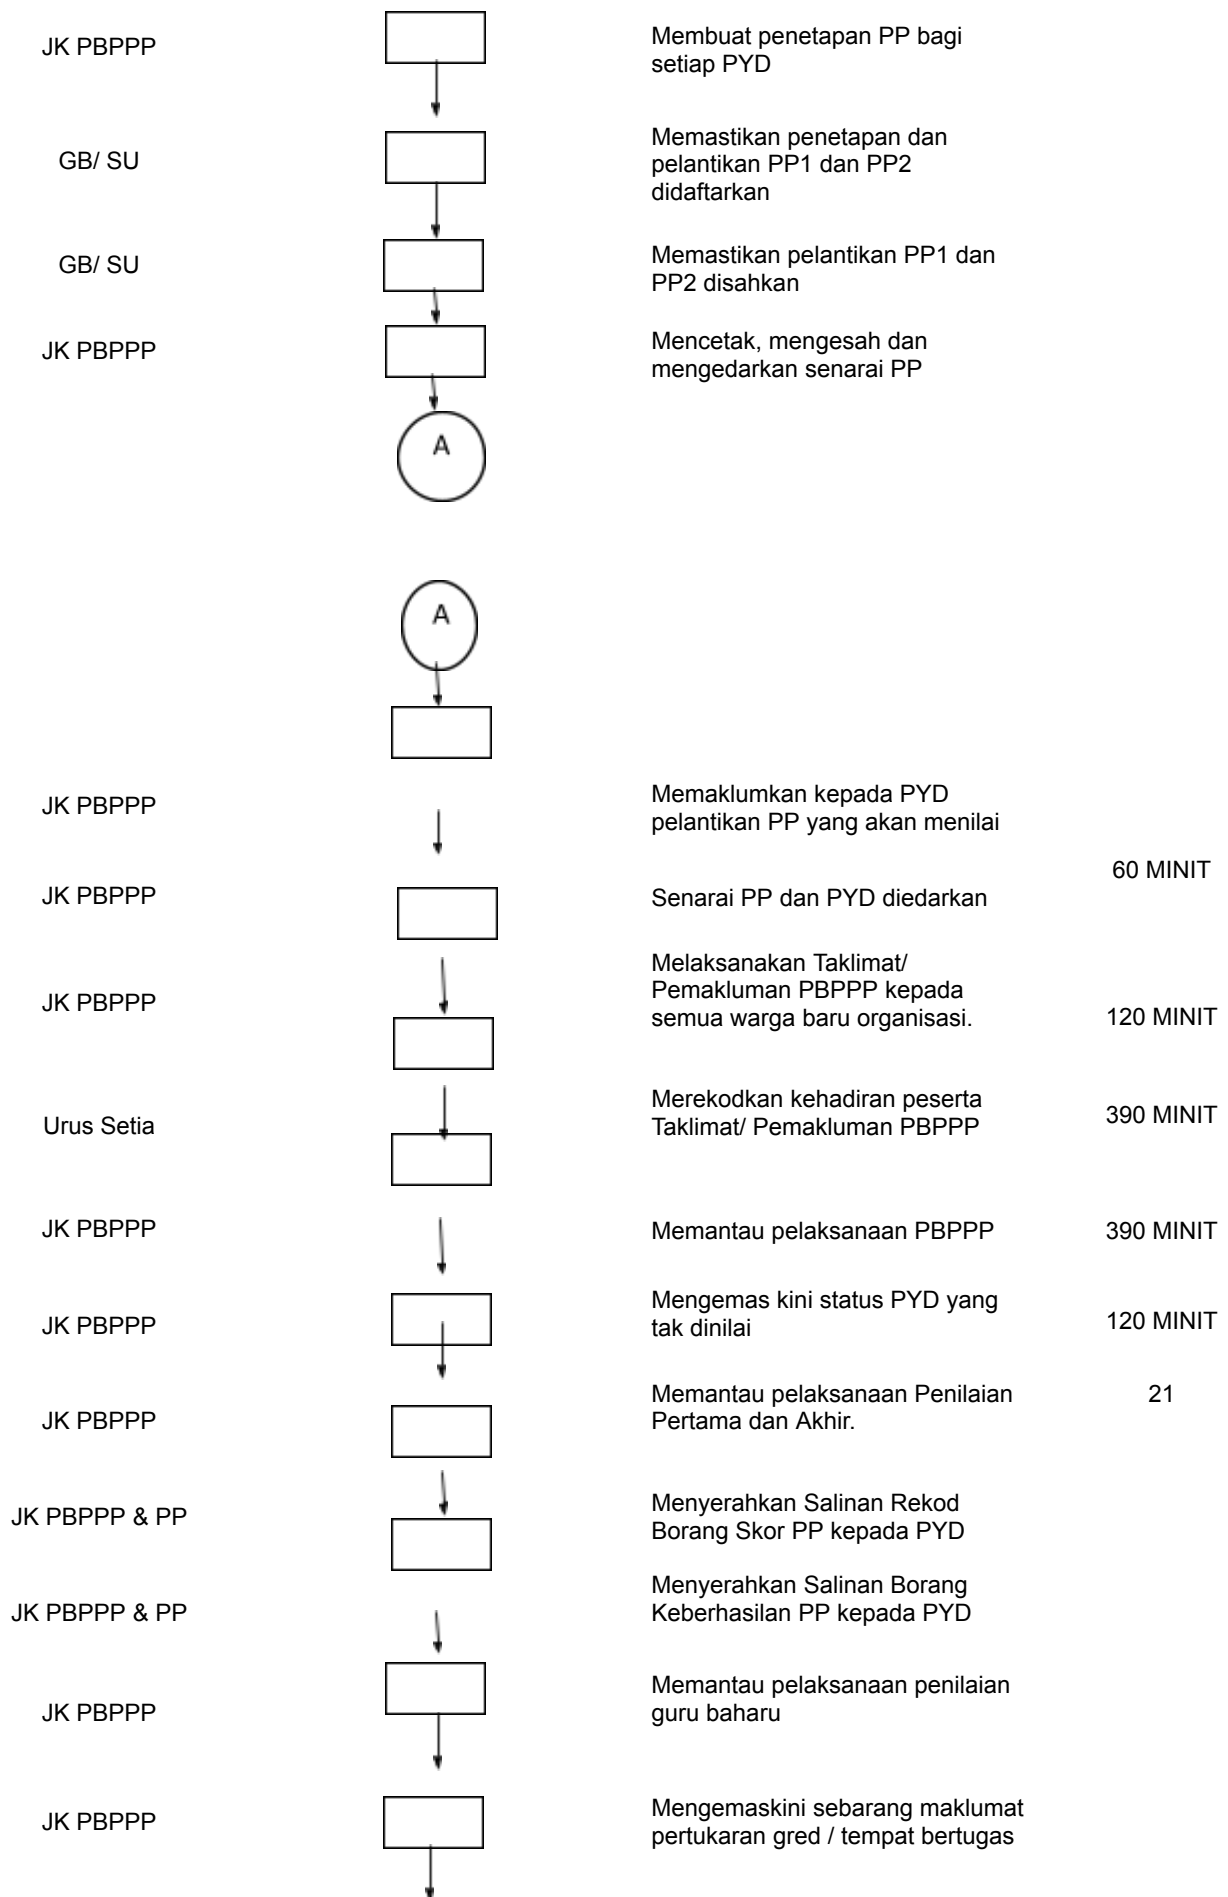 JK PBPPP
Membuat penetapan PP bagi
setiap PYD
GB/ SU
Memastikan penetapan dan
pelantikan PP1 dan PP2
didaftarkan
GB/ SU
Memastikan pelantikan PP1 dan
PP2 disahkan
JK PBPPP
Mencetak, mengesah dan
mengedarkan senarai PP
A
A
JK PBPPP
Memaklumkan kepada PYD
pelantikan PP yang akan menilai
60 MINIT
JK PBPPP
Senarai PP dan PYD diedarkan
JK PBPPP
Melaksanakan Taklimat/
Pemakluman PBPPP kepada
semua warga baru organisasi.
120 MINIT
Urus Setia
Merekodkan kehadiran peserta
Taklimat/ Pemakluman PBPPP
390 MINIT
JK PBPPP
Memantau pelaksanaan PBPPP
390 MINIT
JK PBPPP
Mengemas kini status PYD yang
tak dinilai
120 MINIT
JK PBPPP
Memantau pelaksanaan Penilaian
Pertama dan Akhir.
21
JK PBPPP & PP
Menyerahkan Salinan Rekod
Borang Skor PP kepada PYD
JK PBPPP & PP
Menyerahkan Salinan Borang
Keberhasilan PP kepada PYD
JK PBPPP
Memantau pelaksanaan penilaian
guru baharu
JK PBPPP
Mengemaskini sebarang maklumat
pertukaran gred / tempat bertugas